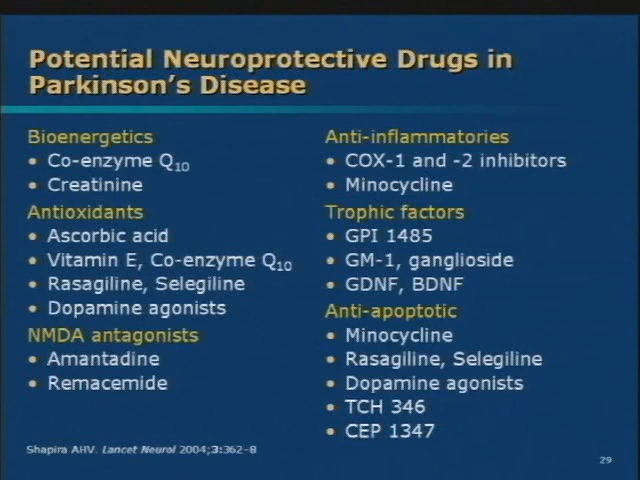 Potential Neuroprotective Drugs in
Parkinson's Disease
Bioenergetics
• Co-enzyme Q10
• Creatinine
Antioxidants
• Ascorbic acid
• Vitamin E, Co-enzyme Q10
• Rasagiline, Selegiline
• Dopamine agonists
NMDA antagonists
• Amantadine
• Remacemide
Anti-inflammatories
• COX-1 and -2 inhibitors
• Minocycline
Trophic factors
• GPI 1485
• GM-1, ganglioside
• GDNF, BDNF
Anti-apoptotic
• Minocycline
• Rasagiline, Selegiline
• Dopamine agonists
• TCH 346
• CEP 1347
Shapira AHV. Lancet Neurol 2004;3:362–8
29